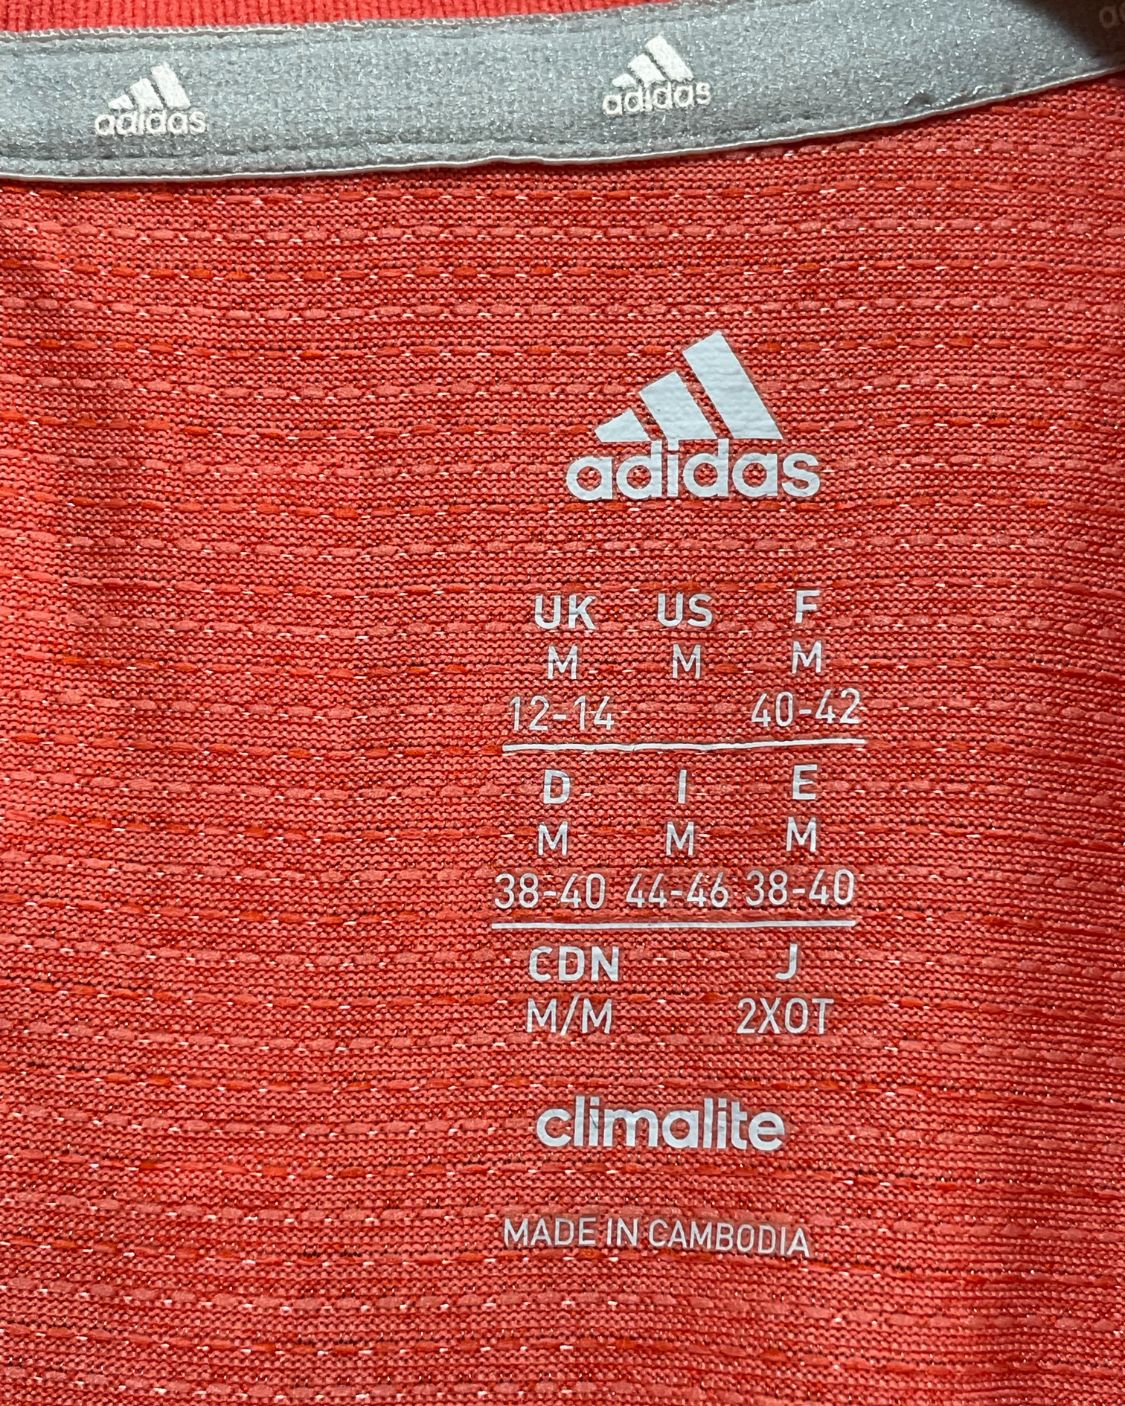 adidas adidas
adidas
UK US F
M M M
12-14 40-42
D I E
M M M
38-40 44-46 38-40
CDN J
M/M 2XOT
climalite
MADE IN CAMBODIA